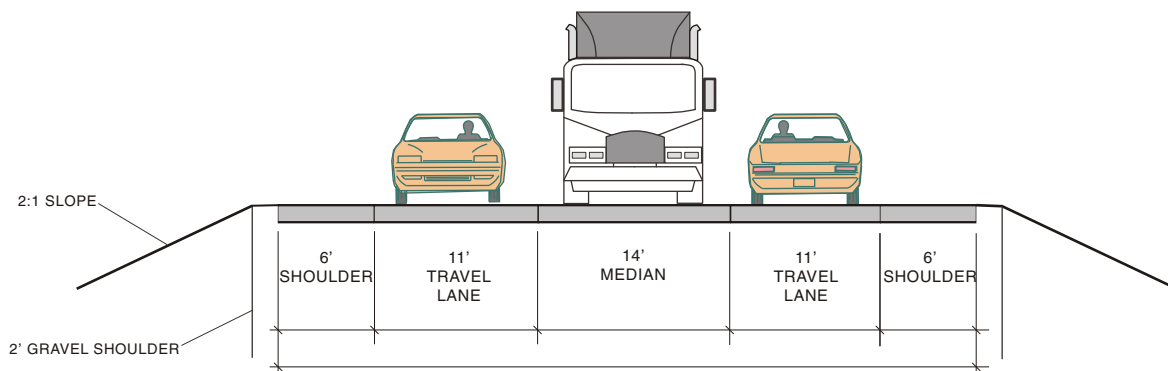 2:1 SLOPE
6’
SHOULDER
11’
TRAVEL
LANE
14’
MEDIAN
11’
TRAVEL
LANE
6’
SHOULDER
2’ GRAVEL SHOULDER